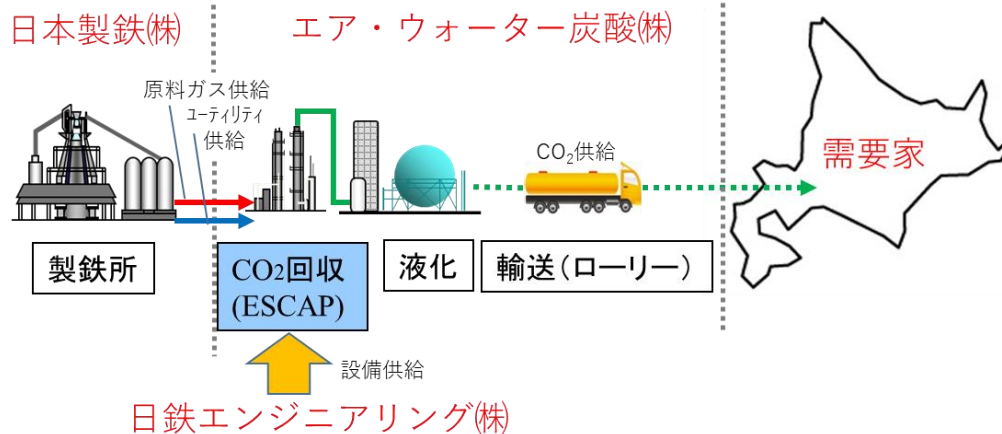 日本製鉄㈱
エア・ウォーター炭酸㈱
原料ガス供給
ユーティリティ
供給
CO₂供給
需要家
製鉄所
CO₂回収
(ESCAP)
液化
輸送(ローリー)
設備供給
日鉄エンジニアリング㈱